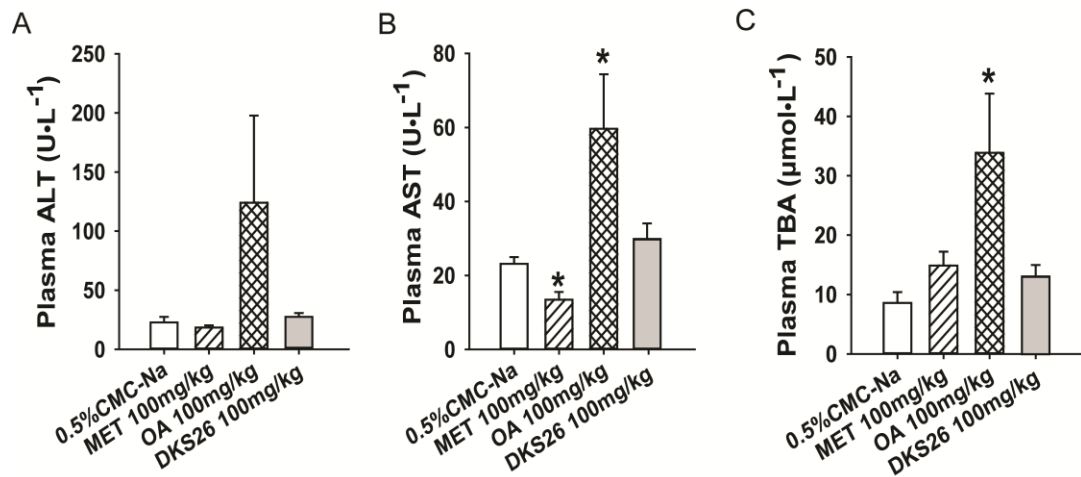 A
Plasma ALT (U•L⁻¹)
250
200
150
100
50
0
0.5%CMC-Na
MET 100mg/kg
OA 100mg/kg
DKS26 100mg/kg
B
Plasma AST (U•L⁻¹)
80
60
40
20
0
*
*
0.5%CMC-Na
MET 100mg/kg
OA 100mg/kg
DKS26 100mg/kg
C
Plasma TBA (μmol•L⁻¹)
50
40
30
20
10
0
*
0.5%CMC-Na
MET 100mg/kg
OA 100mg/kg
DKS26 100mg/kg